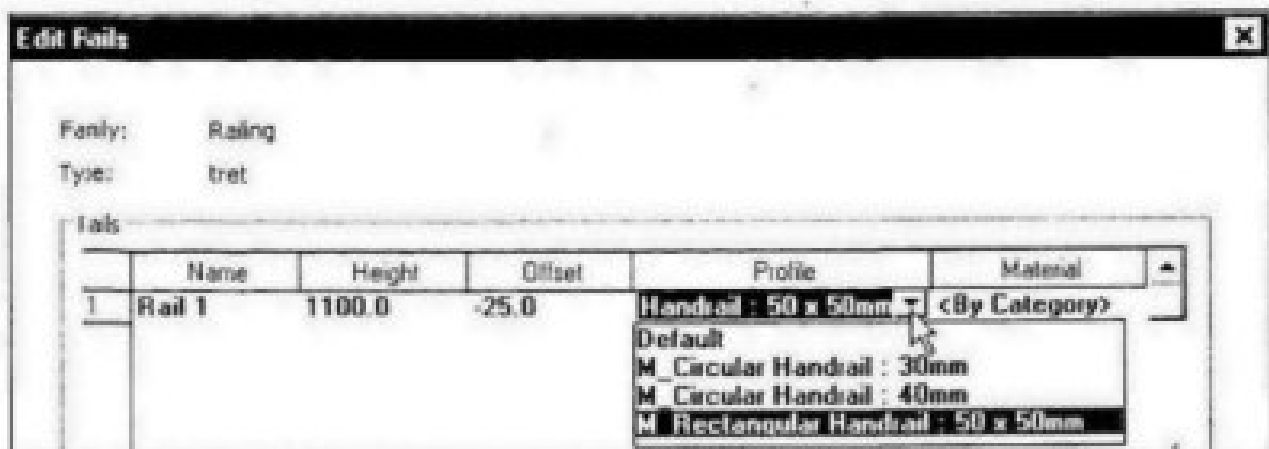 Edit Rails
Family: Railing
Type: tret
Rails
Name Height Offset Profile Material
1 Rail 1 1100.0 -25.0 Handrail : 50 x 50mm <By Category>
Default
M_Circular Handrail : 30mm
M_Circular Handrail : 40mm
M_Rectangular Handrail : 50 x 50mm